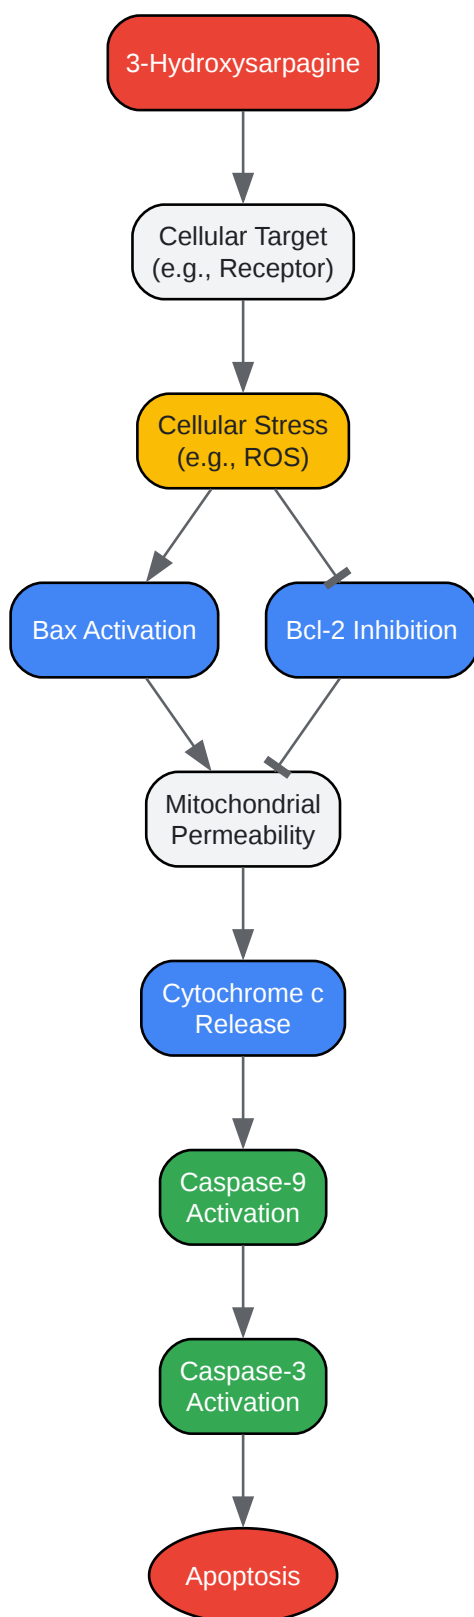 3-Hydroxysarpagine
Cellular Target
(e.g., Receptor)
Cellular Stress
(e.g., ROS)
Bax Activation
Bcl-2 Inhibition
Mitochondrial
Permeability
Cytochrome c
Release
Caspase-9
Activation
Caspase-3
Activation
Apoptosis